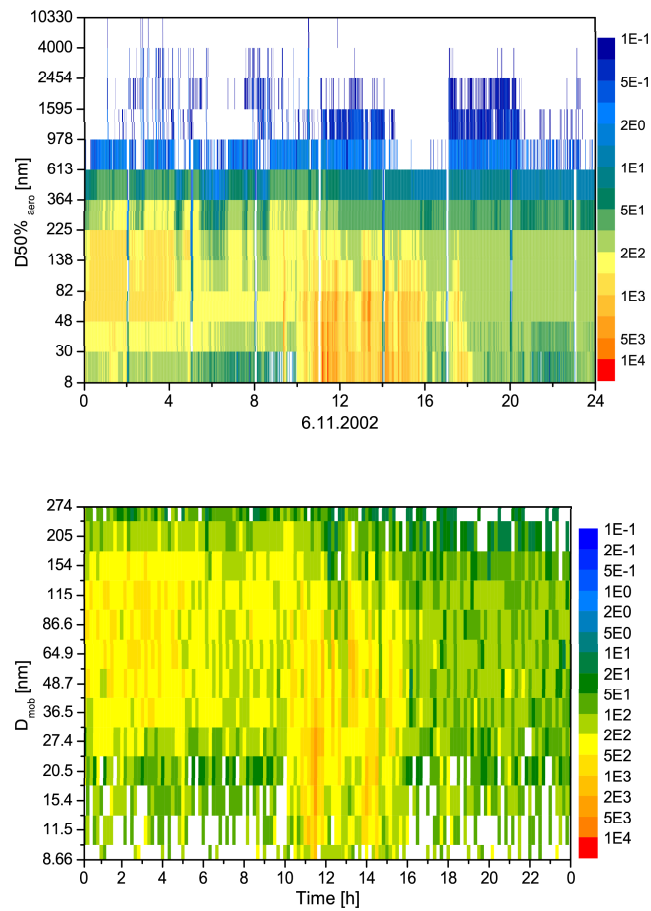 10330
4000
2454
1595
978
613
364
225
138
82
48
30
8
D50% aero [nm]
0 4 8 12 16 20 24
6.11.2002
1E-1
5E-1
2E0
1E1
5E1
2E2
1E3
5E3
1E4
274
205
154
115
86.6
64.9
48.7
36.5
27.4
20.5
15.4
11.5
8.66
D mob [nm]
0 2 4 6 8 10 12 14 16 18 20 22 0
Time [h]
1E-1
2E-1
5E-1
1E0
2E0
5E0
1E1
2E1
5E1
1E2
5E2
1E3
2E3
5E3
1E4